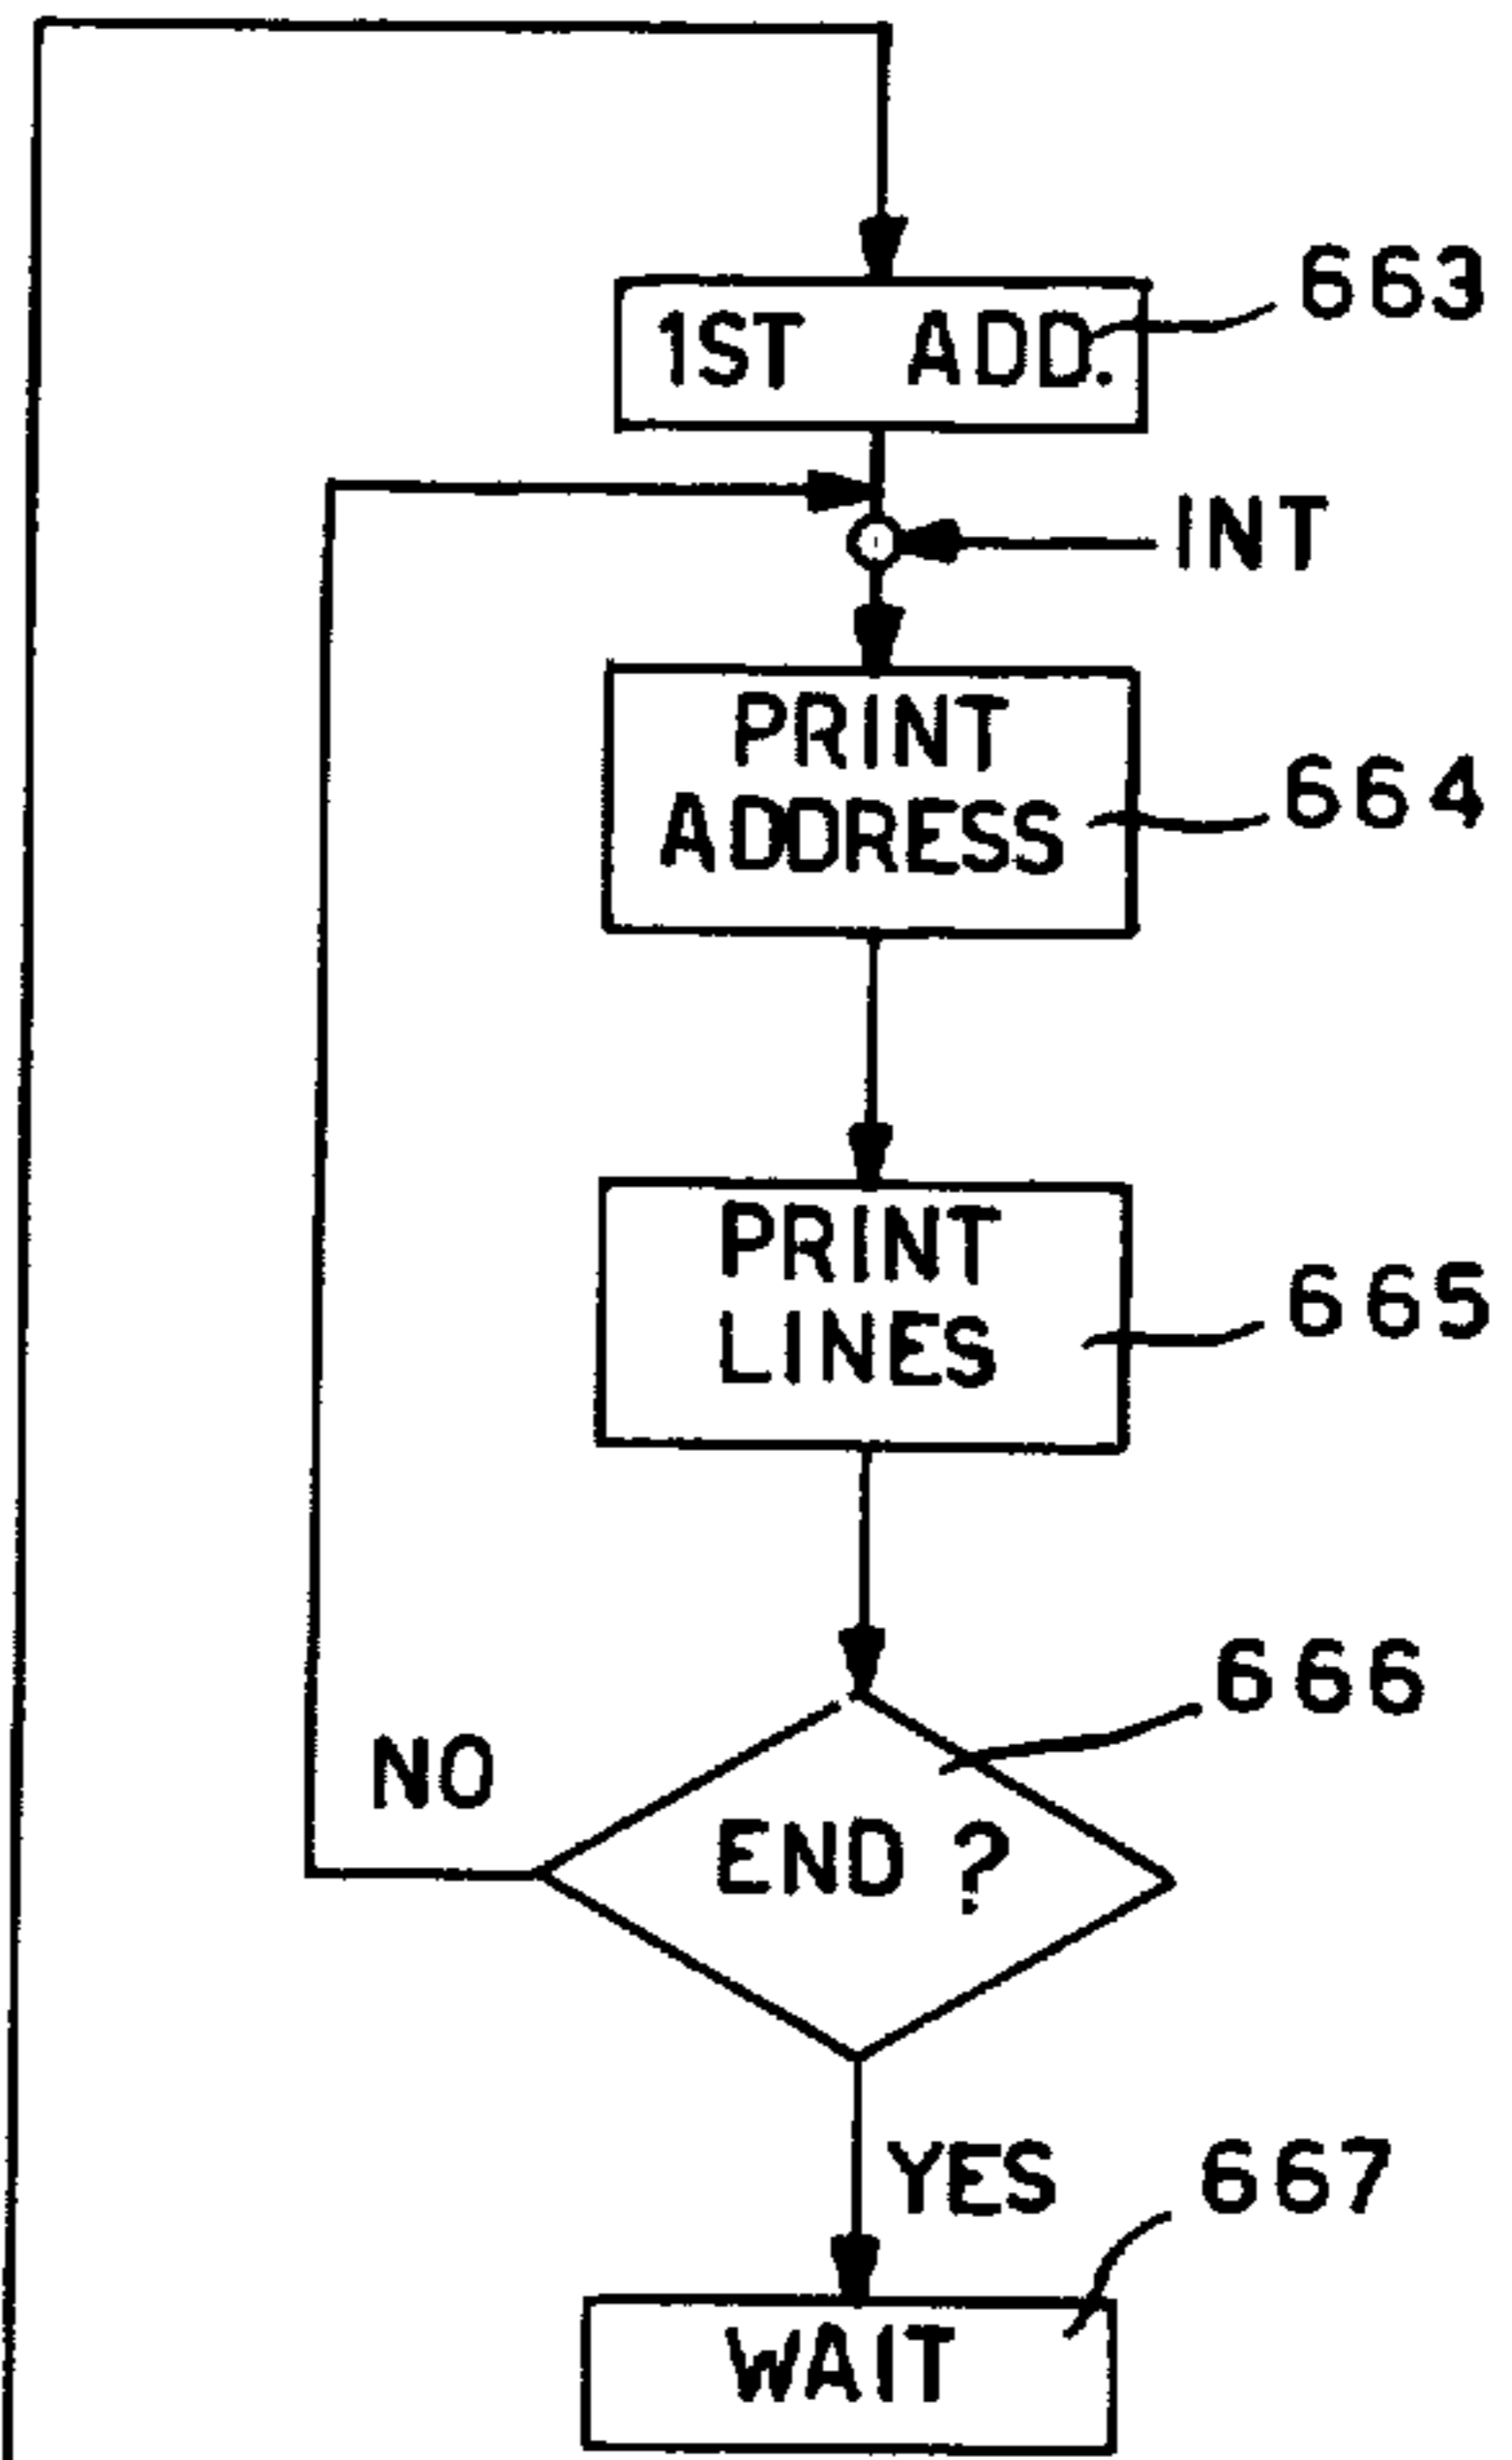 663
1ST ADD.
INT
PRINT
ADDRESS
664
PRINT
LINES
665
666
NO
END ?
YES
667
WAIT